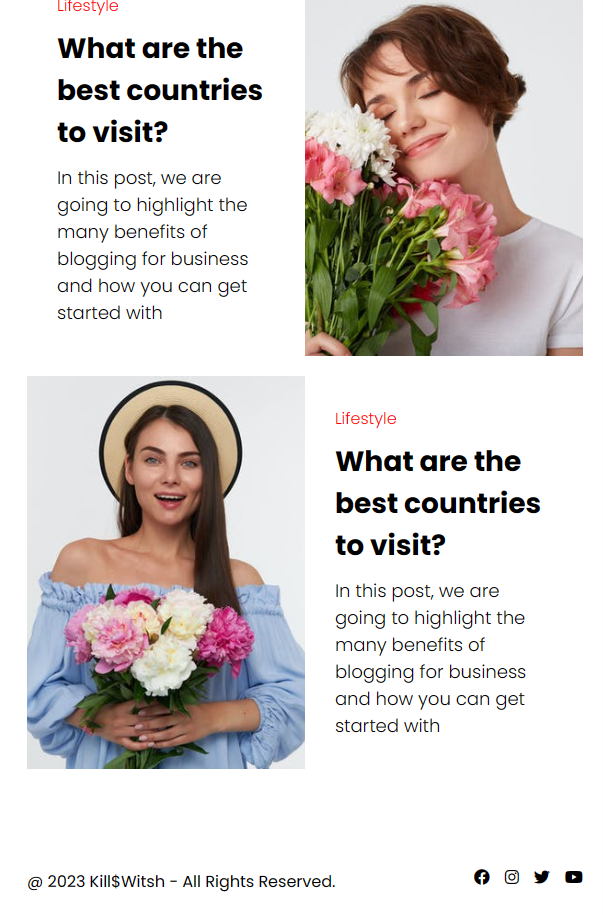 Lifestyle
What are the
best countries
to visit?
In this post, we are
going to highlight the
many benefits of
blogging for business
and how you can get
started with
Lifestyle
What are the
best countries
to visit?
In this post, we are
going to highlight the
many benefits of
blogging for business
and how you can get
started with
@ 2023 Kill$Witsh - All Rights Reserved.